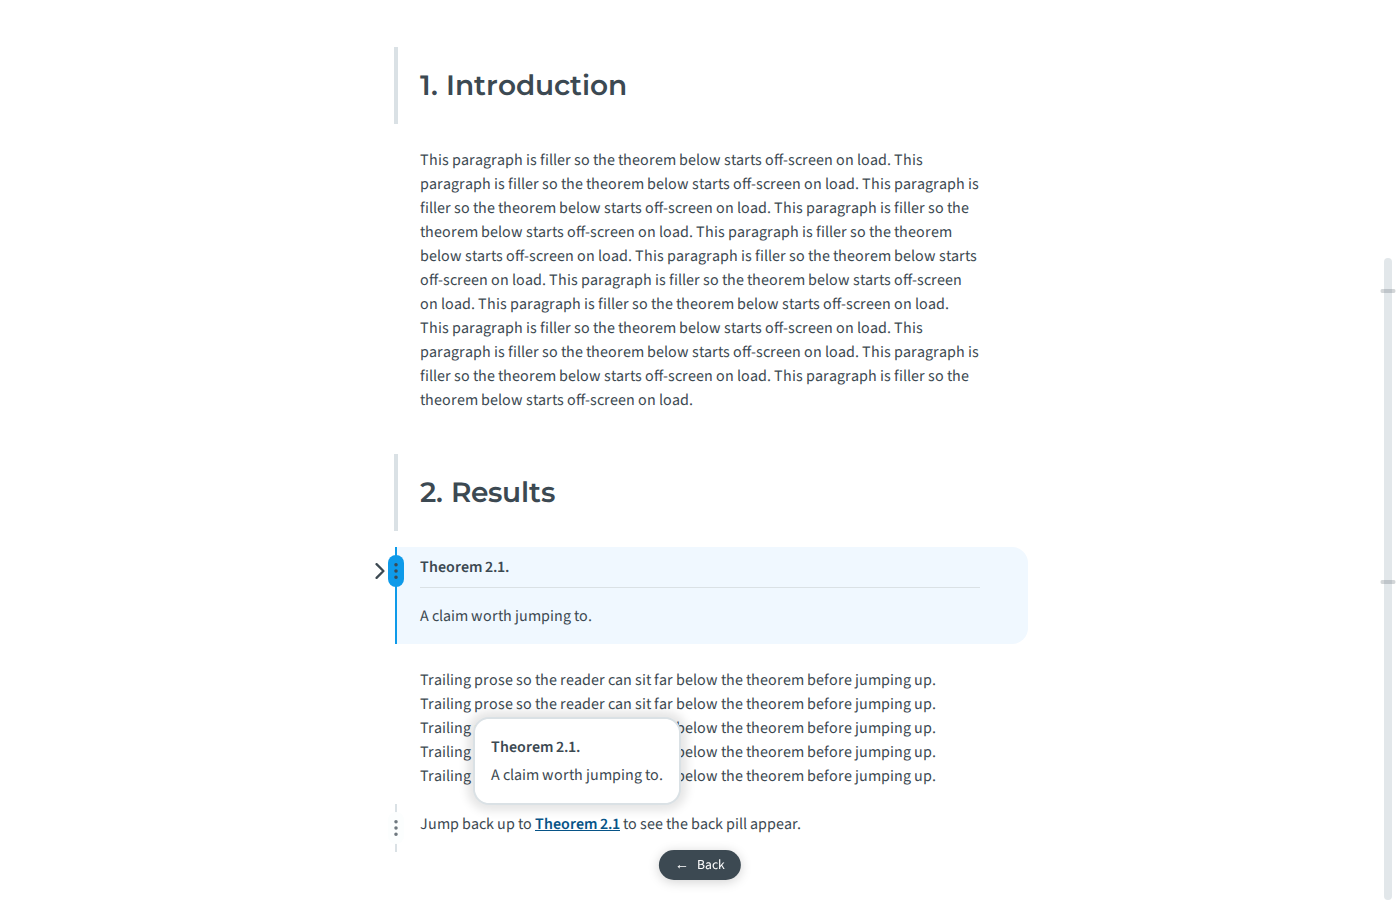 1. Introduction
This paragraph is filler so the theorem below starts off-screen on load. This
paragraph is filler so the theorem below starts off-screen on load. This paragraph is
filler so the theorem below starts off-screen on load. This paragraph is filler so the
theorem below starts off-screen on load. This paragraph is filler so the theorem
below starts off-screen on load. This paragraph is filler so the theorem below starts
off-screen on load. This paragraph is filler so the theorem below starts off-screen
on load. This paragraph is filler so the theorem below starts off-screen on load.
This paragraph is filler so the theorem below starts off-screen on load. This
paragraph is filler so the theorem below starts off-screen on load. This paragraph is
filler so the theorem below starts off-screen on load. This paragraph is filler so the
theorem below starts off-screen on load.
2. Results
Theorem 2.1.
A claim worth jumping to.
Trailing prose so the reader can sit far below the theorem before jumping up.
Trailing prose so the reader can sit far below the theorem before jumping up.
Trailing below the theorem before jumping up.
Trailing below the theorem before jumping up.
Trailing below the theorem before jumping up.
Theorem 2.1.
A claim worth jumping to.
Jump back up to Theorem 2.1 to see the back pill appear.
← Back